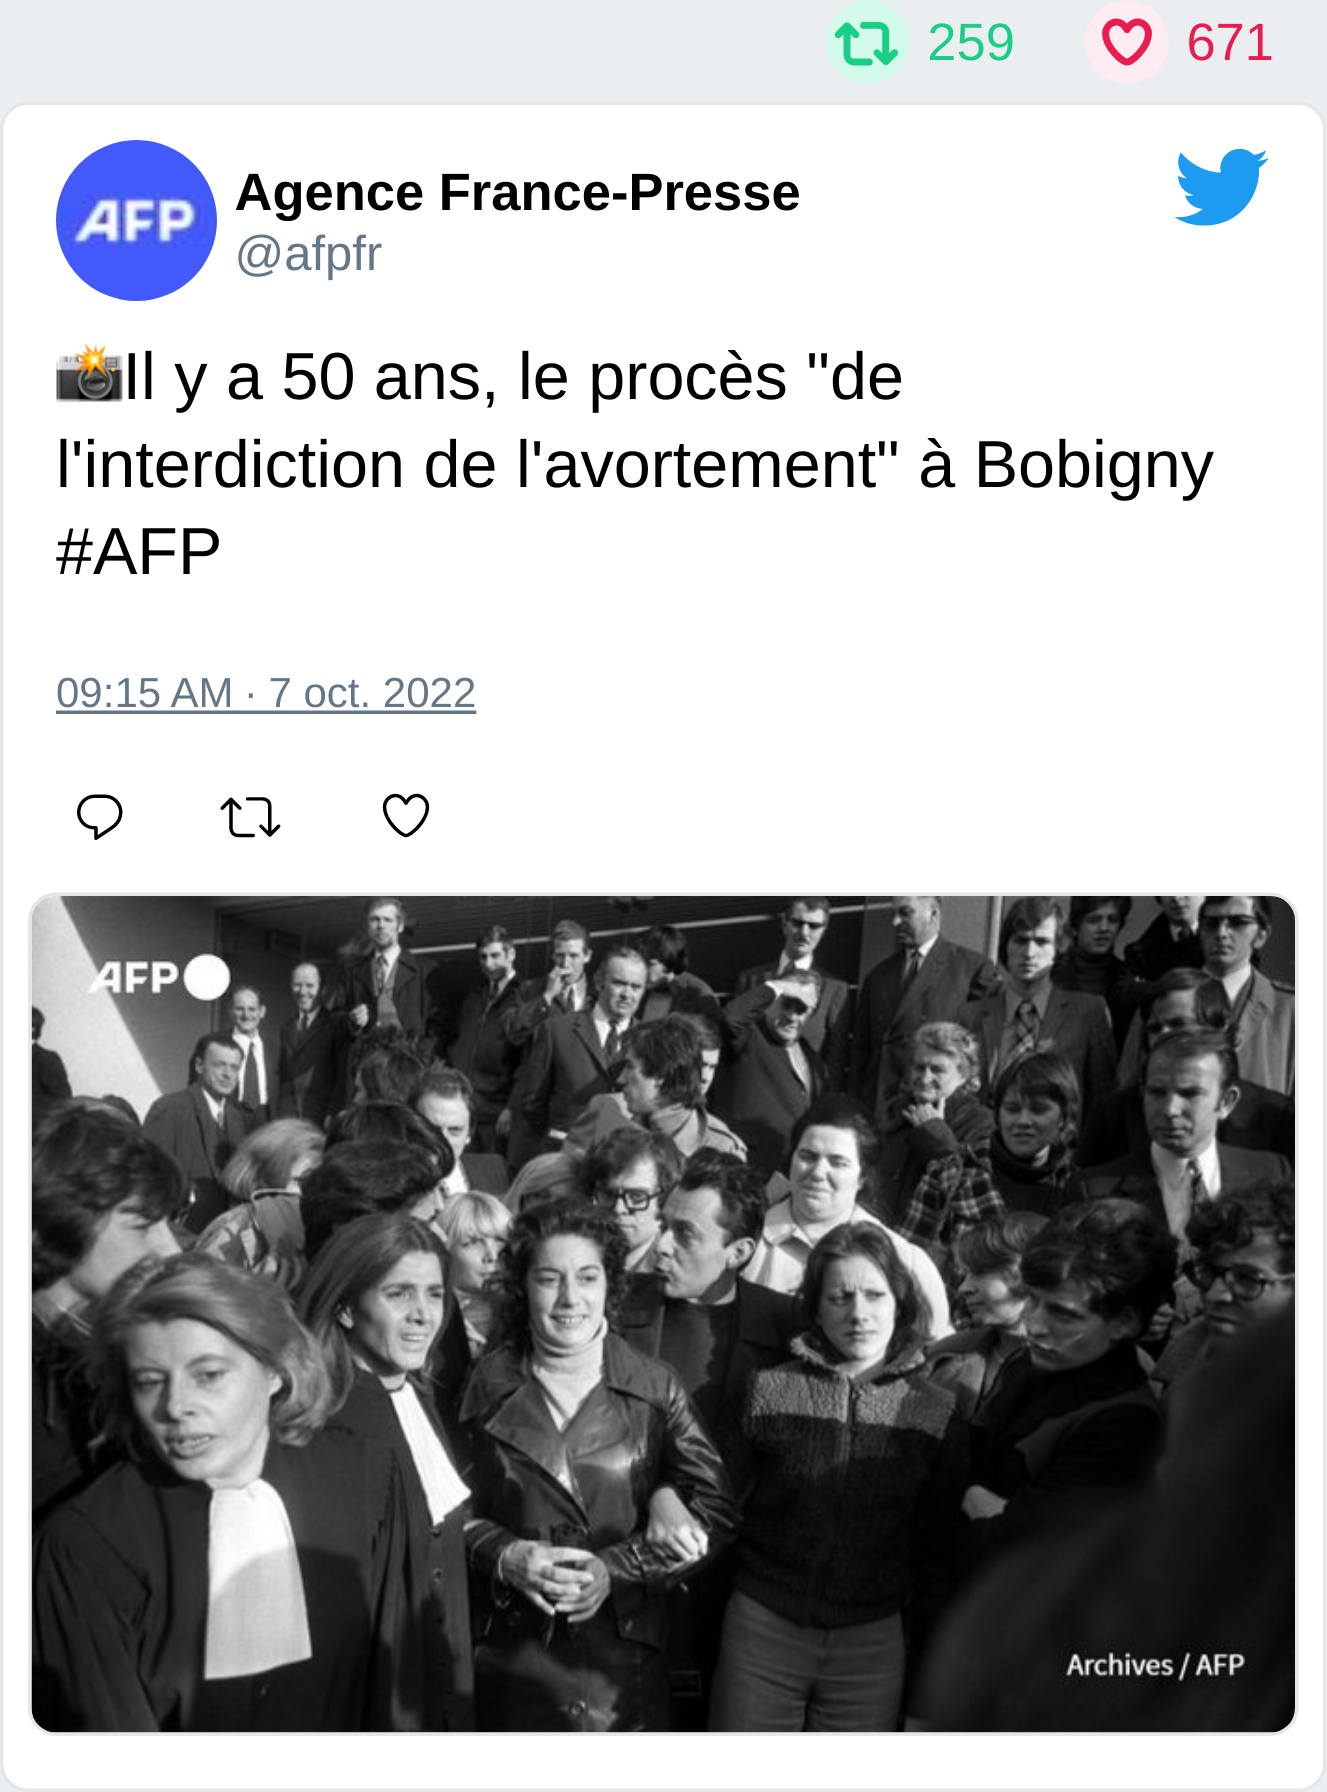 259 671
AFP
Agence France-Presse
@afpfr
📸Il y a 50 ans, le procès "de
l'interdiction de l'avortement" à Bobigny
#AFP
09:15 AM · 7 oct. 2022
AFP
Archives / AFP